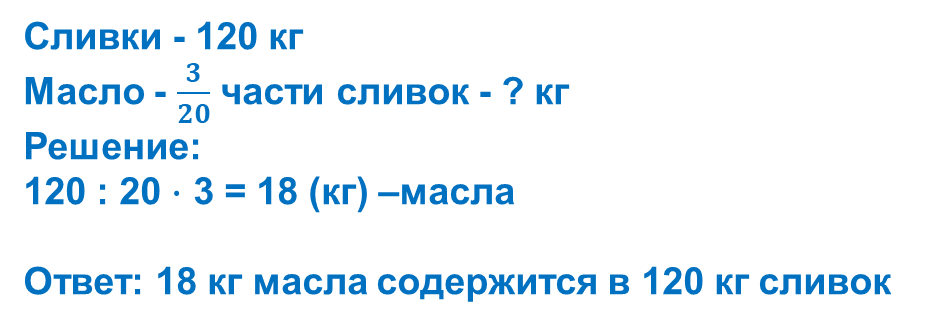 Сливки - 120 кг
Масло - 3/20 части сливок - ? кг
Решение:
120 : 20 · 3 = 18 (кг) –масла
Ответ: 18 кг масла содержится в 120 кг сливок